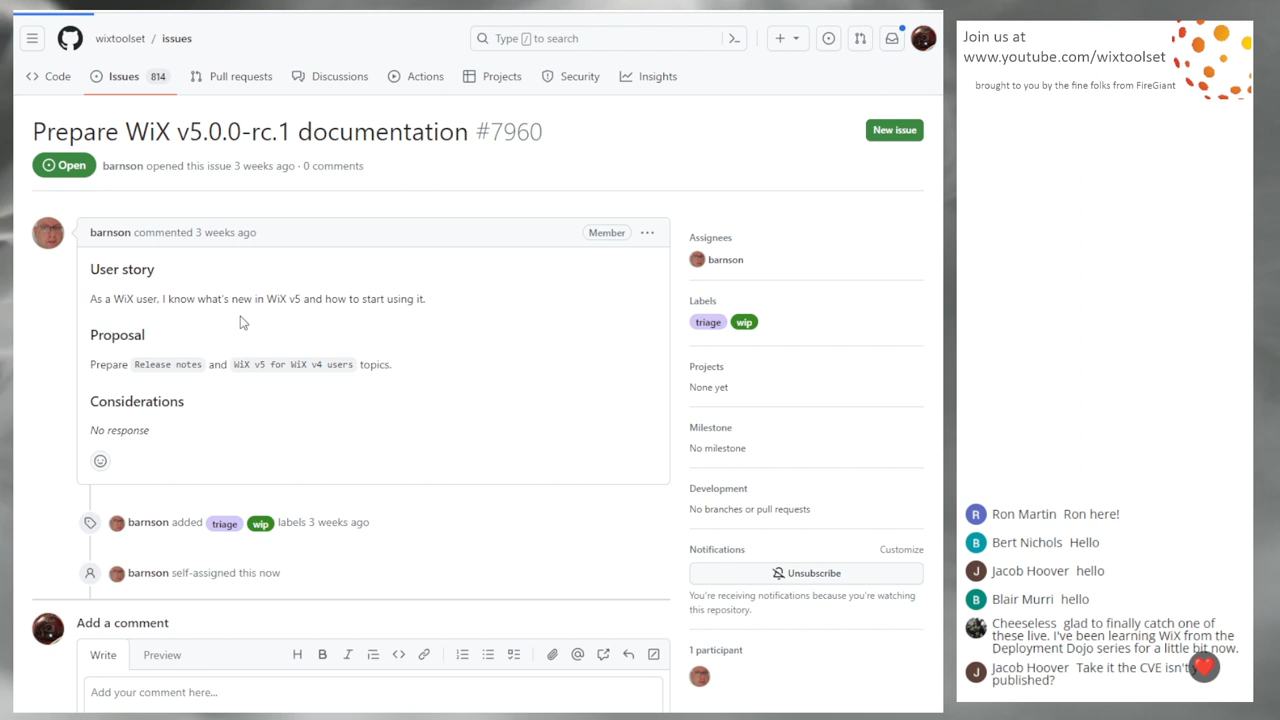 wixtoolset / issues
Type / to search
Code
Issues 814
Pull requests
Discussions
Actions
Projects
Security
Insights
Prepare WiX v5.0.0-rc.1 documentation #7960
New issue
Open
barnson opened this issue 3 weeks ago · 0 comments
barnson commented 3 weeks ago
Member
User story
As a WiX user, I know what's new in WiX v5 and how to start using it.
Proposal
Prepare Release notes and WiX v5 for WiX v4 users topics.
Considerations
No response
barnson added triage wip labels 3 weeks ago
barnson self-assigned this now
Add a comment
Write
Preview
H B I
Add your comment here...
Assignees
barnson
Labels
triage wip
Projects
None yet
Milestone
No milestone
Development
No branches or pull requests
Notifications
Customize
Unsubscribe
You're receiving notifications because you're watching
this repository.
1 participant
Join us at
www.youtube.com/wixtoolset
brought to you by the fine folks from FireGiant
R Ron Martin Ron here!
B Bert Nichols Hello
J Jacob Hoover hello
B Blair Murri hello
Cheeseless glad to finally catch one of
these live. I've been learning WiX from the
Deployment Dojo series for a little bit now.
J Jacob Hoover Take it the CVE isn't
published?